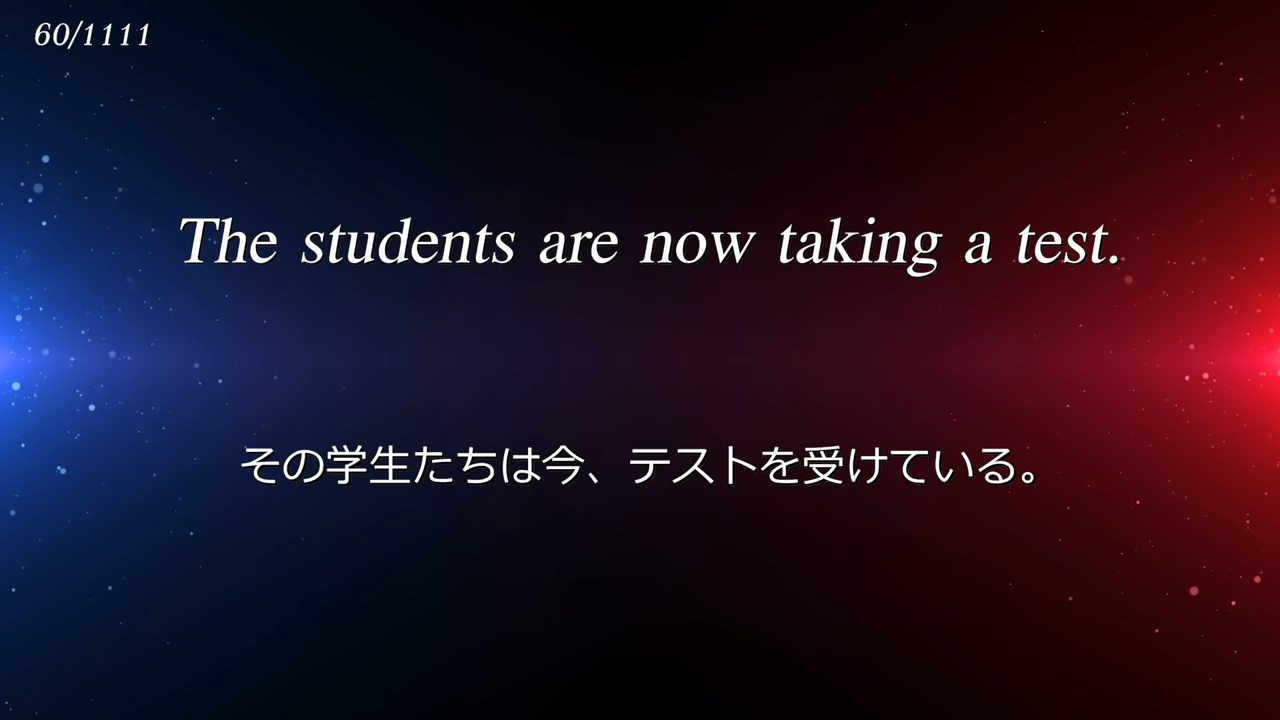 60/1111
The students are now taking a test.
その学生たちは今、テストを受けている。